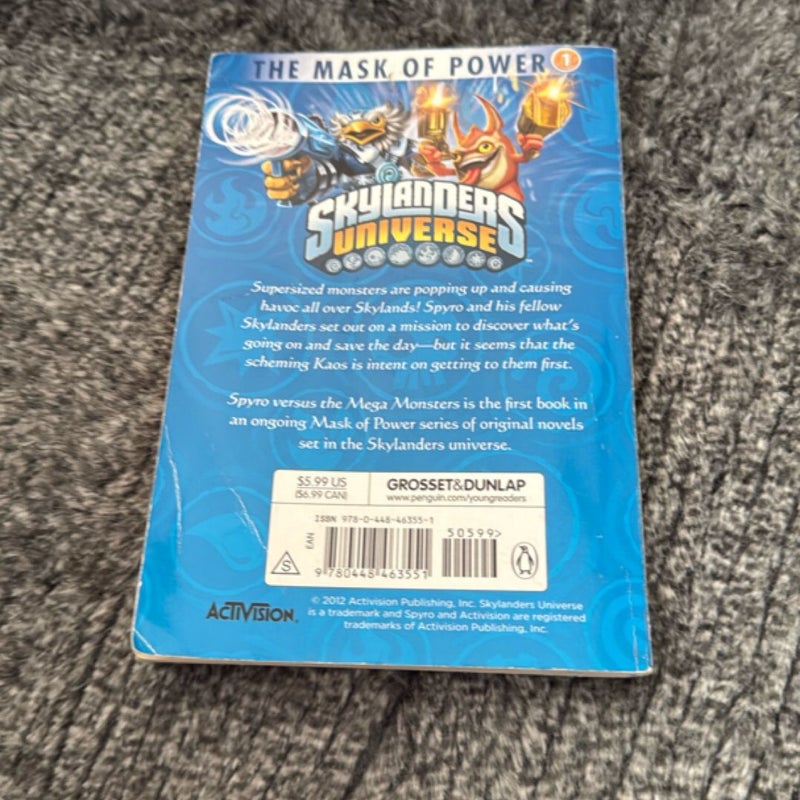 THE MASK OF POWER 1
SKYLANDERS
UNIVERSE
™
Supersized monsters are popping up and causing
havoc all over Skylands! Spyro and his fellow
Skylanders set out on a mission to discover what's
going on and save the day—but it seems that the
scheming Kaos is intent on getting to them first.
Spyro versus the Mega Monsters is the first book in
an ongoing Mask of Power series of original novels
set in the Skylanders universe.
$5.99 US
($6.99 CAN)
GROSSET&DUNLAP
www.penguin.com/youngreaders
ISBN 978-0-448-46355-1
50599>
EAN
S
9 780448 463551
ACTIVISION®
© 2012 Activision Publishing, Inc. Skylanders Universe
is a trademark and Spyro and Activision are registered
trademarks of Activision Publishing, Inc.